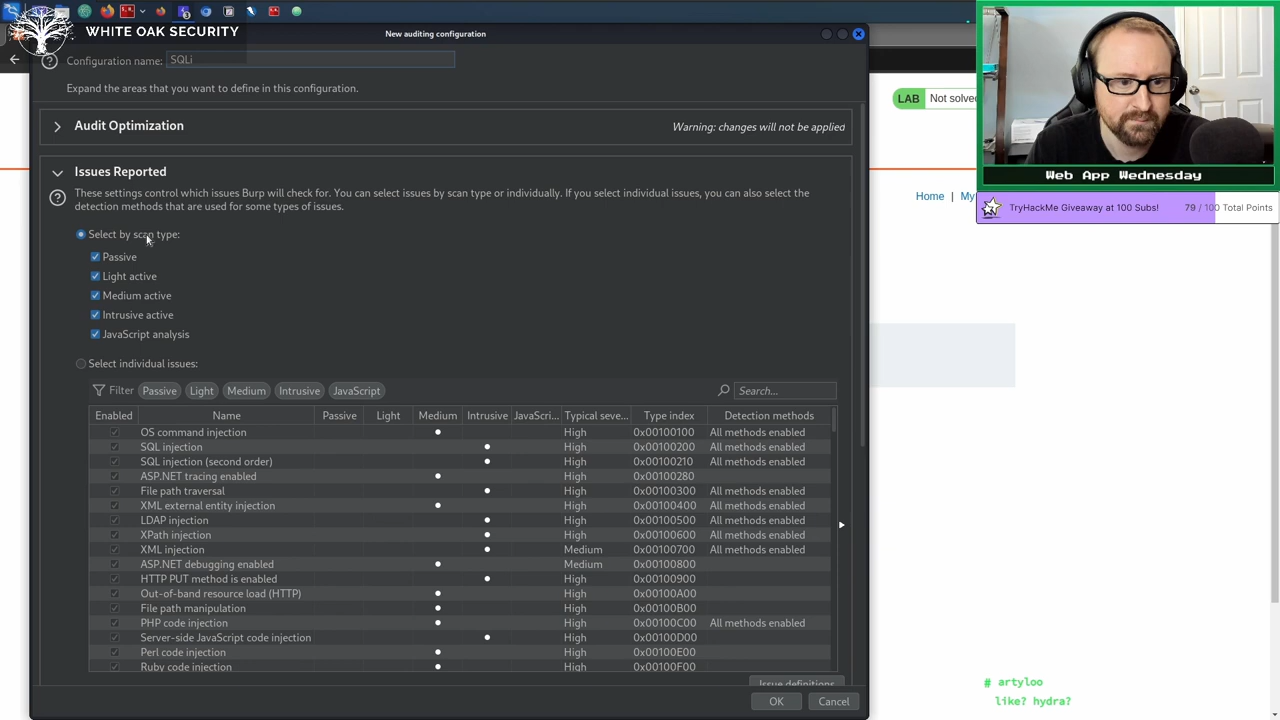 WHITE OAK SECURITY
New auditing configuration
Configuration name: SQLi
Expand the areas that you want to define in this configuration.
Audit Optimization
Warning: changes will not be applied
Issues Reported
These settings control which issues Burp will check for. You can select issues by scan type or individually. If you select individual issues, you can also select the
detection methods that are used for some types of issues.
Select by scan type:
Passive
Light active
Medium active
Intrusive active
JavaScript analysis
Select individual issues:
Filter Passive Light Medium Intrusive JavaScript Search...
Enabled Name Passive Light Medium Intrusive JavaScri... Typical seve... Type index Detection methods
OS command injection High 0x00100100 All methods enabled
SQL injection High 0x00100200 All methods enabled
SQL injection (second order) High 0x00100210 All methods enabled
ASP.NET tracing enabled High 0x00100280
File path traversal High 0x00100300 All methods enabled
XML external entity injection High 0x00100400 All methods enabled
LDAP injection High 0x00100500 All methods enabled
XPath injection High 0x00100600 All methods enabled
XML injection Medium 0x00100700 All methods enabled
ASP.NET debugging enabled Medium 0x00100800
HTTP PUT method is enabled High 0x00100900
Out-of-band resource load (HTTP) High 0x00100A00
File path manipulation High 0x00100B00
PHP code injection High 0x00100C00 All methods enabled
Server-side JavaScript code injection High 0x00100D00
Perl code injection High 0x00100E00
Ruby code injection High 0x00100F00
Issue definitions
OK Cancel
LAB Not solved
Home | My
Web App Wednesday
TryHackMe Giveaway at 100 Subs! 79 / 100 Total Points
# artyloo
like? hydra?